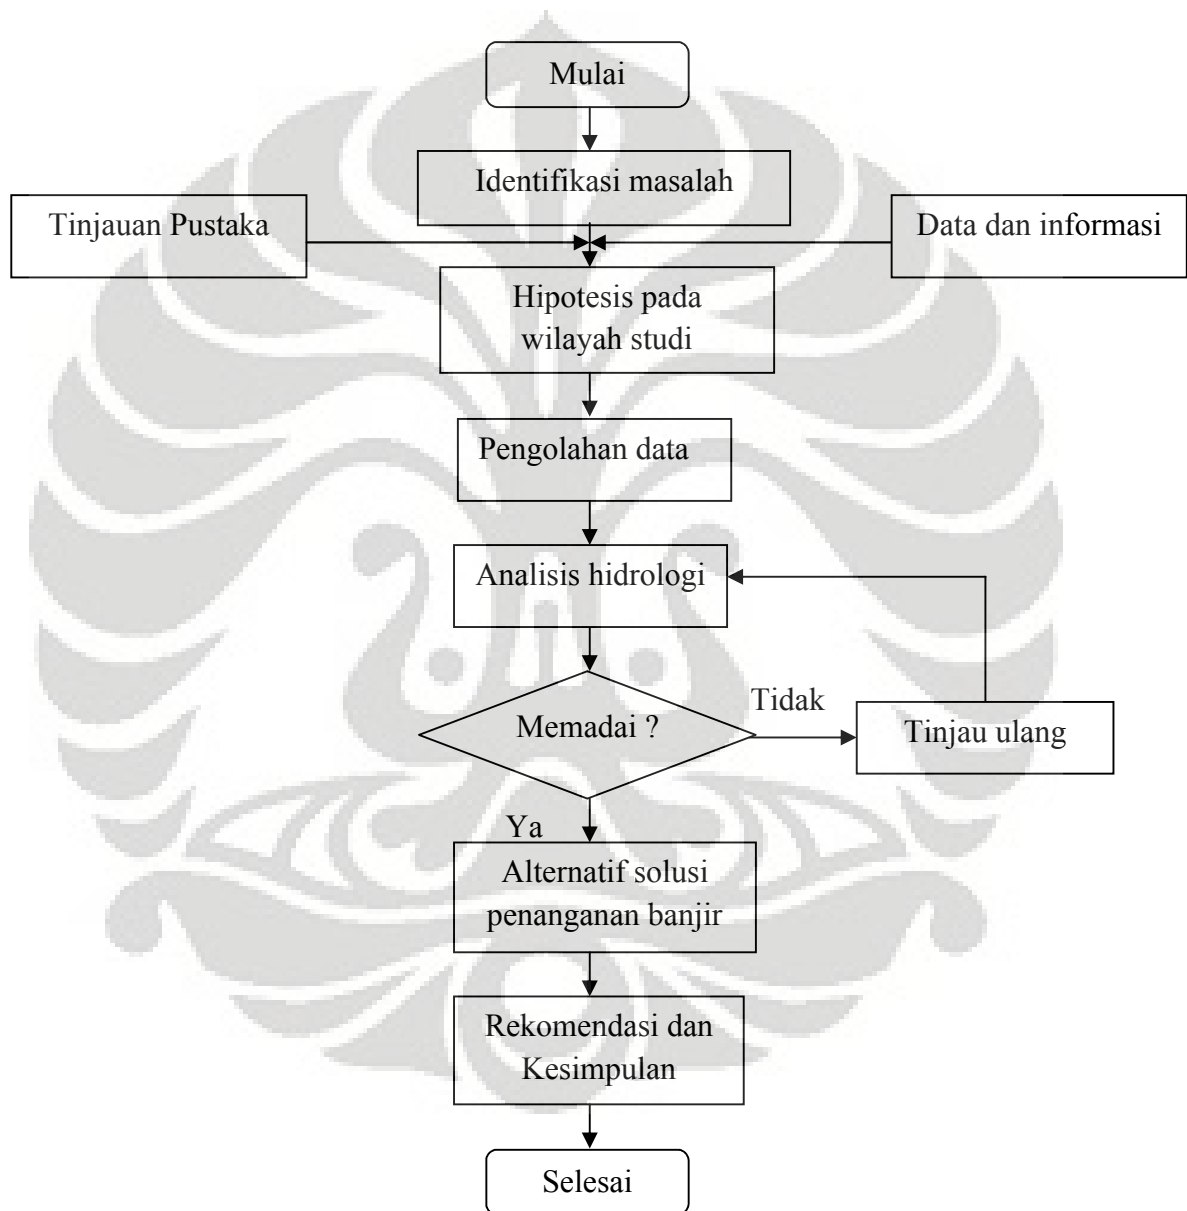 Mulai
Identifikasi masalah
Tinjauan Pustaka
Data dan informasi
Hipotesis pada
wilayah studi
Pengolahan data
Analisis hidrologi
Memadai ?
Tidak
Tinjau ulang
Ya
Alternatif solusi
penanganan banjir
Rekomendasi dan
Kesimpulan
Selesai